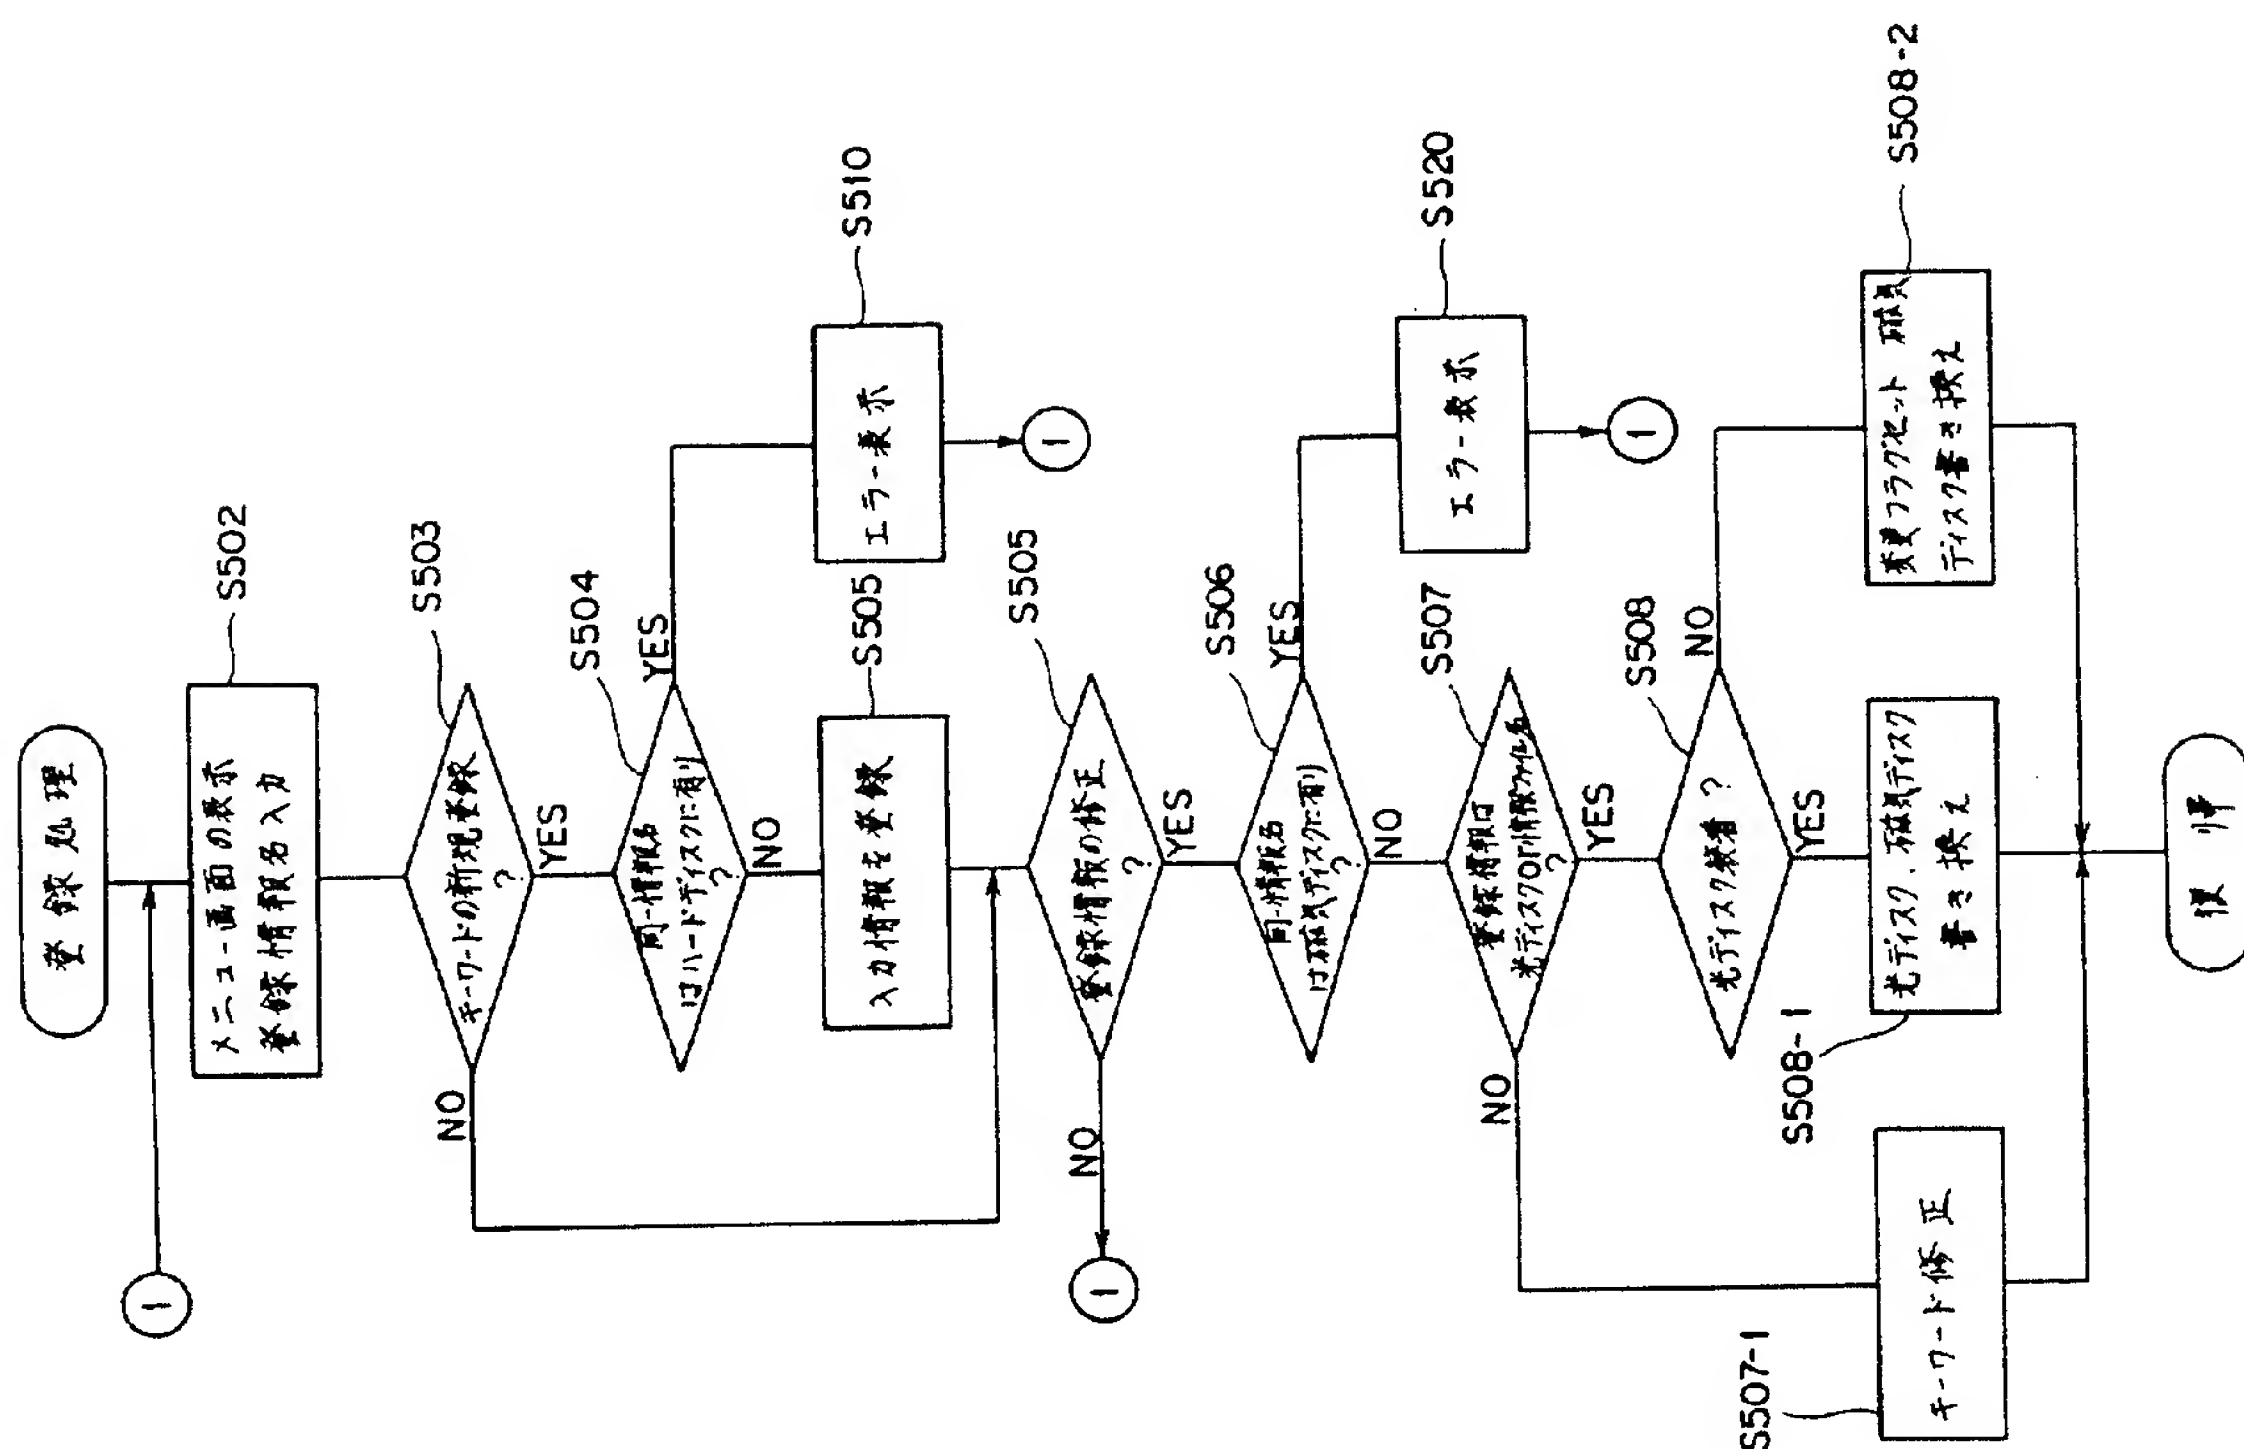 登録処理
1
メニュー画面の表示
登録情報名入力
S502
キーワードの新規登録
?
S503
YES
NO
同一情報名
はハードディスクに有り
?
S504
YES
NO
エラー表示
S510
1
入力情報を登録
S505
登録情報の修正
?
S505
YES
NO
1
同一情報名
は磁気ディスクに有り
?
S506
YES
NO
エラー表示
S520
1
登録情報は
光ディスクor情報ファイル名
?
S507
YES
NO
光ディスク装着?
S508
NO
YES
変更フラグセット 磁気
ディスク書き換え
S508-2
光ディスク、磁気ディスク
書き換え
S508-1
キーワード修正
S507-1
復帰